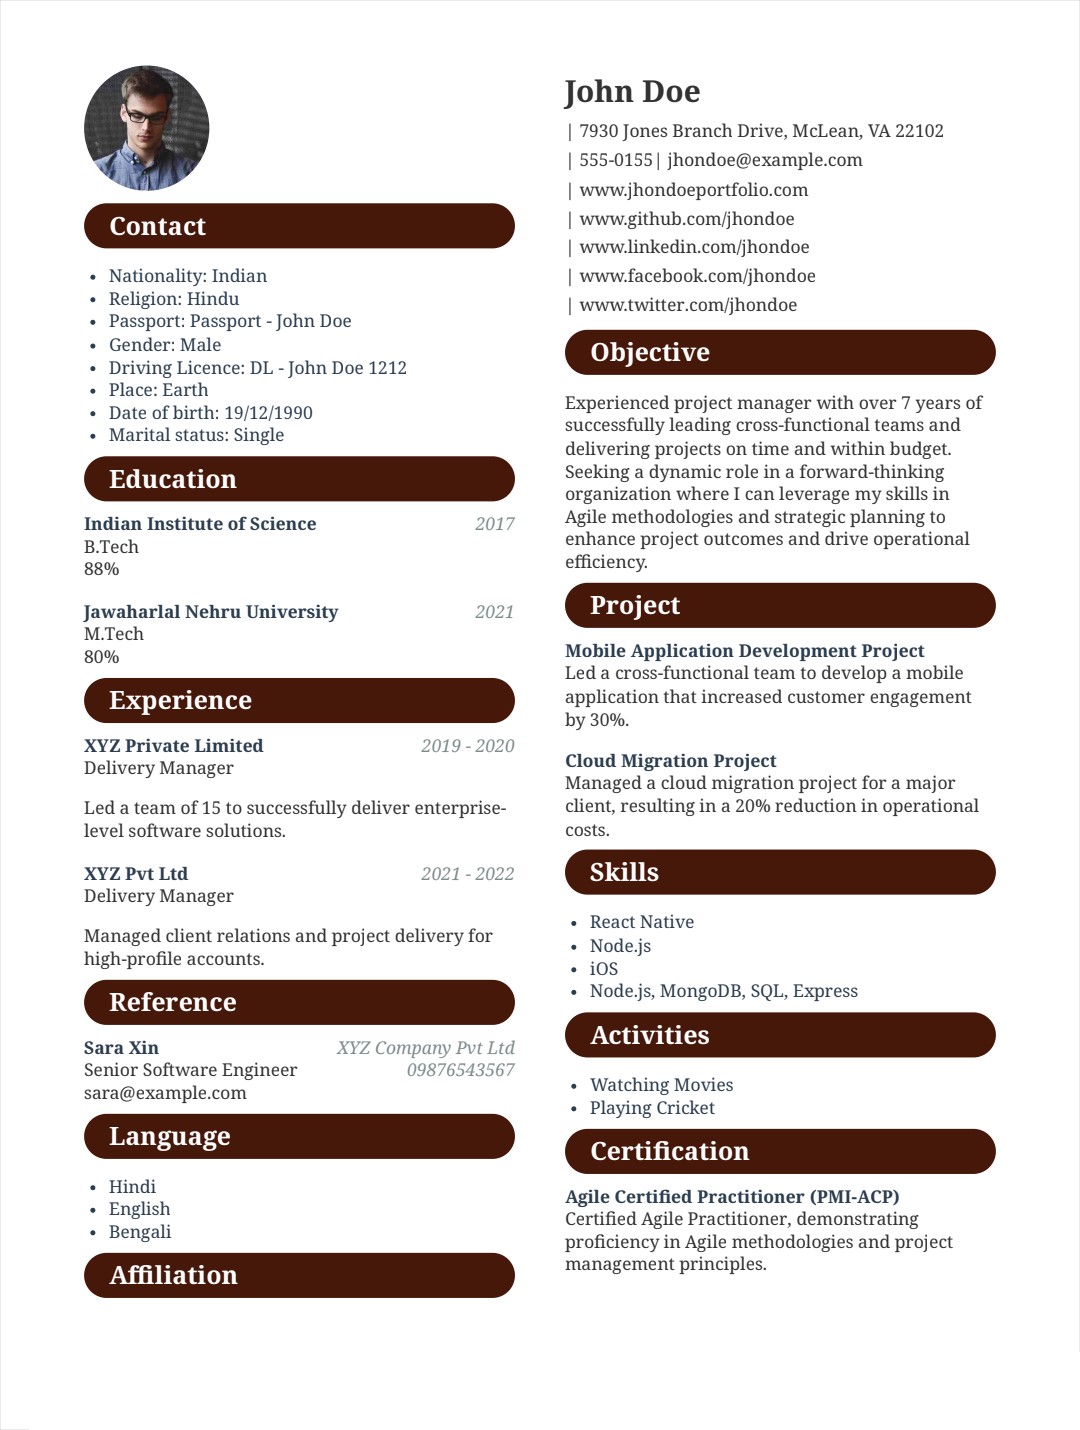 John Doe
| 7930 Jones Branch Drive, McLean, VA 22102
| 555-0155| jhondoe@example.com
| www.jhondoeportfolio.com
| www.github.com/jhondoe
| www.linkedin.com/jhondoe
| www.facebook.com/jhondoe
| www.twitter.com/jhondoe
Contact
• Nationality: Indian
• Religion: Hindu
• Passport: Passport - John Doe
• Gender: Male
• Driving Licence: DL - John Doe 1212
• Place: Earth
• Date of birth: 19/12/1990
• Marital status: Single
Education
Indian Institute of Science 2017
B.Tech
88%
Jawaharlal Nehru University 2021
M.Tech
80%
Experience
XYZ Private Limited 2019 - 2020
Delivery Manager
Led a team of 15 to successfully deliver enterprise-
level software solutions.
XYZ Pvt Ltd 2021 - 2022
Delivery Manager
Managed client relations and project delivery for
high-profile accounts.
Reference
Sara Xin XYZ Company Pvt Ltd
Senior Software Engineer 09876543567
sara@example.com
Language
• Hindi
• English
• Bengali
Affiliation
Objective
Experienced project manager with over 7 years of
successfully leading cross-functional teams and
delivering projects on time and within budget.
Seeking a dynamic role in a forward-thinking
organization where I can leverage my skills in
Agile methodologies and strategic planning to
enhance project outcomes and drive operational
efficiency.
Project
Mobile Application Development Project
Led a cross-functional team to develop a mobile
application that increased customer engagement
by 30%.
Cloud Migration Project
Managed a cloud migration project for a major
client, resulting in a 20% reduction in operational
costs.
Skills
• React Native
• Node.js
• iOS
• Node.js, MongoDB, SQL, Express
Activities
• Watching Movies
• Playing Cricket
Certification
Agile Certified Practitioner (PMI-ACP)
Certified Agile Practitioner, demonstrating
proficiency in Agile methodologies and project
management principles.